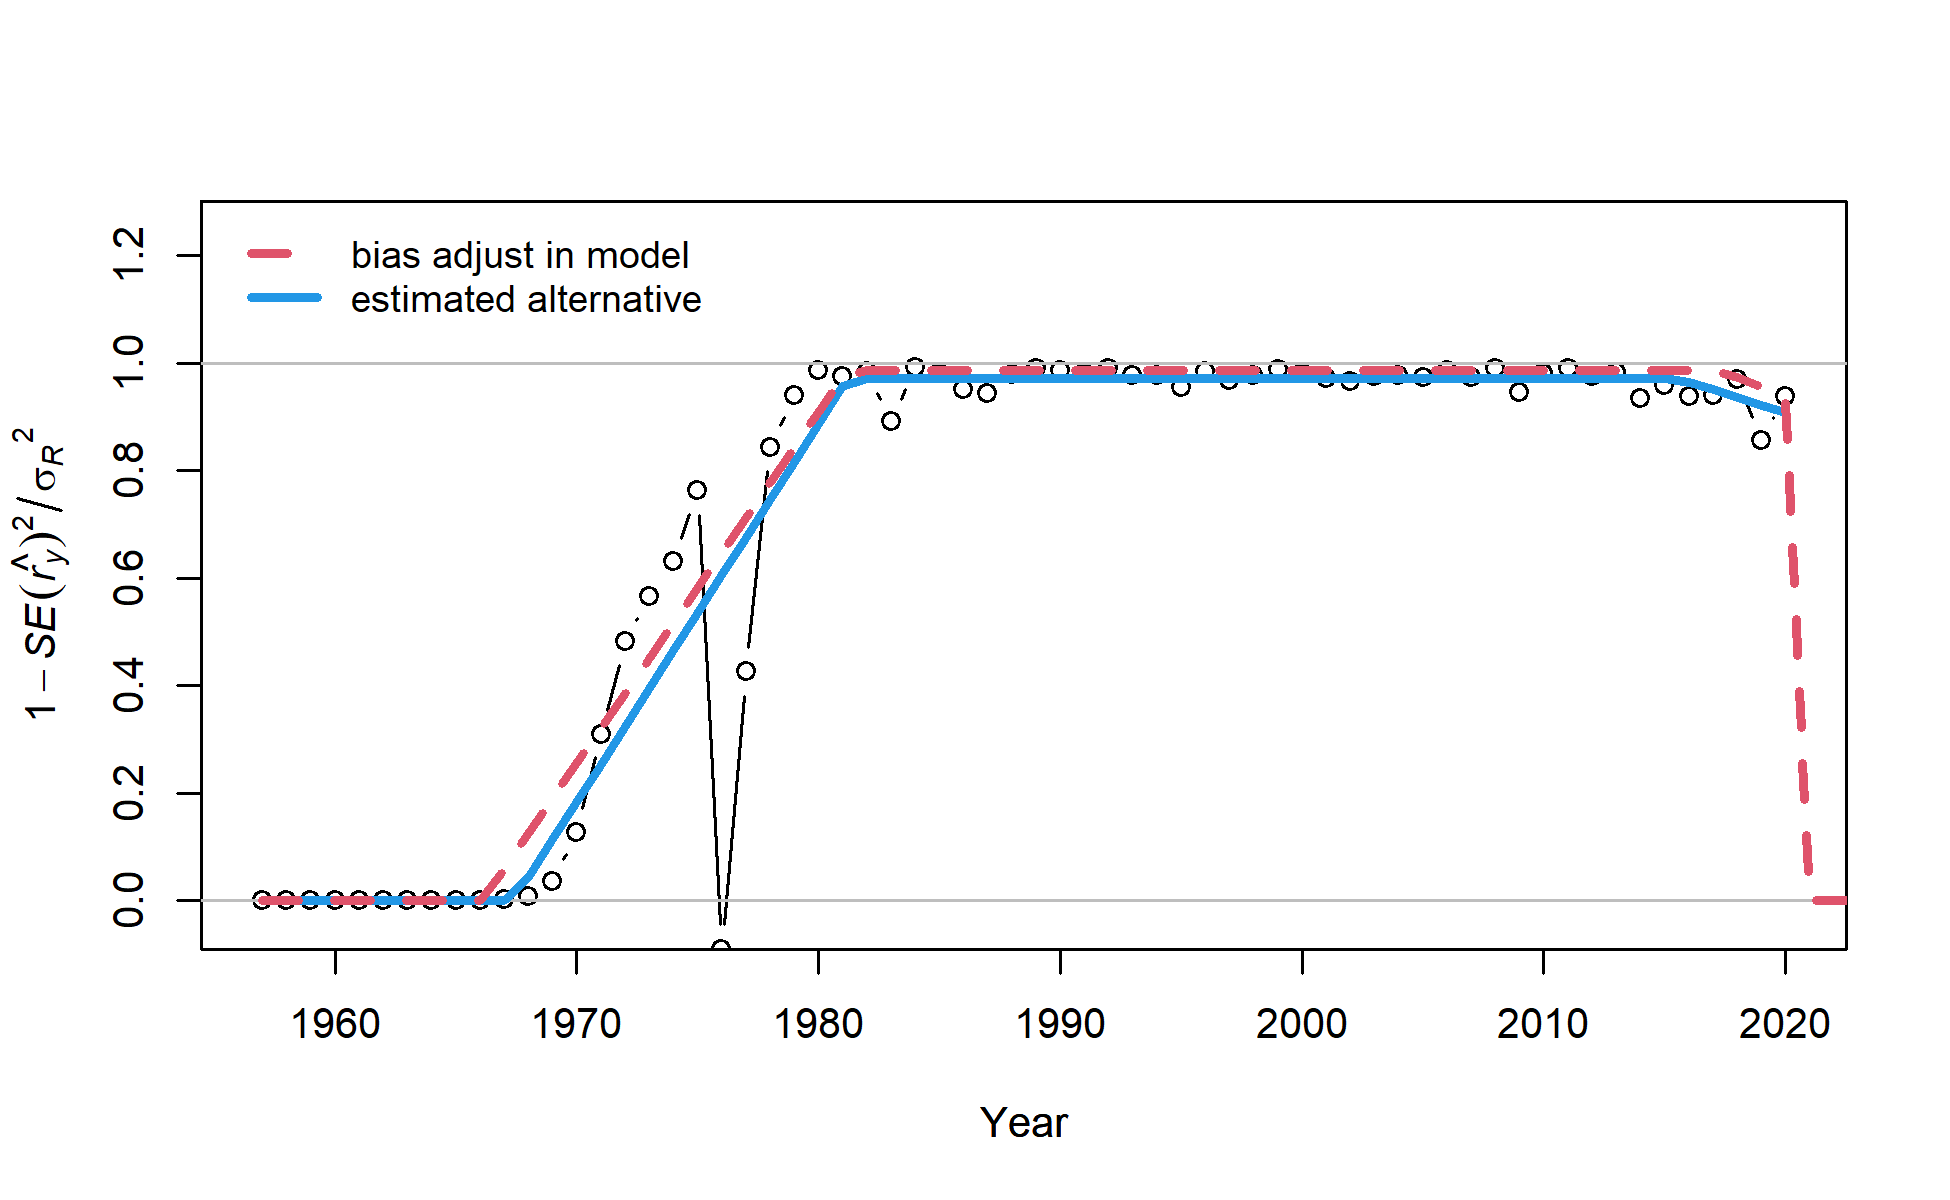 bias adjust in model
estimated alternative
1.2
1.0
0.8
0.6
0.4
0.2
0.0
1 − SE(r̂y)² / σR²
1960 1970 1980 1990 2000 2010 2020
Year